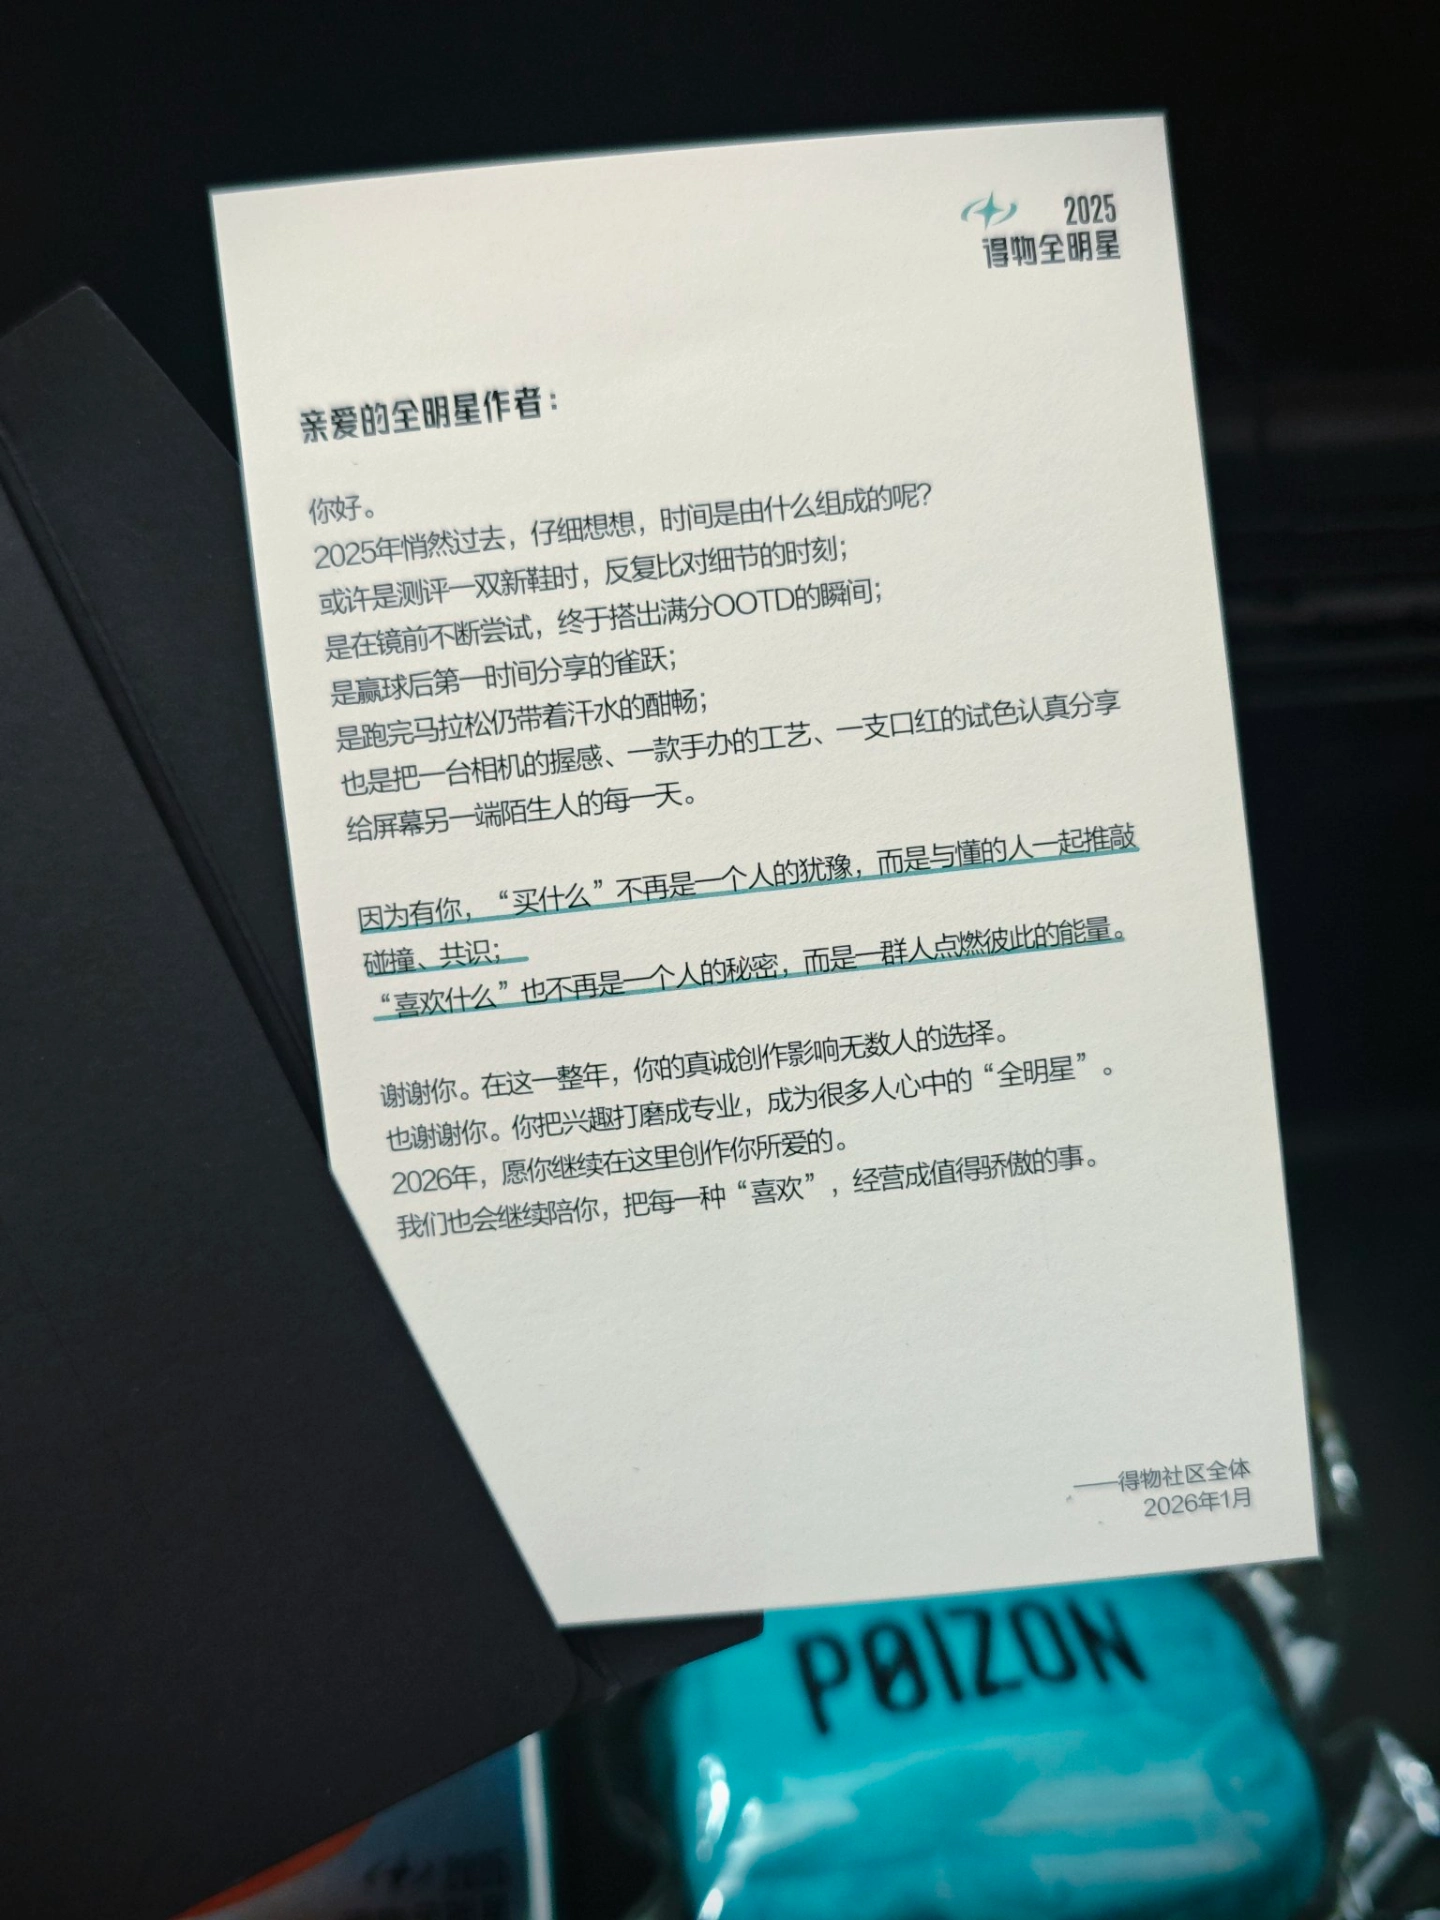 2025
得物全明星
亲爱的全明星作者：
你好。
2025年悄然过去，仔细想想，时间是由什么组成的呢？
或许是测评一双新鞋时，反复比对细节的时刻；
是在镜前不断尝试，终于搭出满分OOTD的瞬间；
是赢球后第一时间分享的雀跃；
是跑完马拉松仍带着汗水的酣畅；
也是把一台相机的握感、一款手办的工艺、一支口红的试色认真分享
给屏幕另一端陌生人的每一天。
因为有你，“买什么”不再是一个人的犹豫，而是与懂的人一起推敲
碰撞、共识；
“喜欢什么”也不再是一个人的秘密，而是一群人点燃彼此的能量。
谢谢你。在这一整年，你的真诚创作影响无数人的选择。
也谢谢你。你把兴趣打磨成专业，成为很多人心中的“全明星”。
2026年，愿你继续在这里创作你所爱的。
我们也会继续陪你，把每一种“喜欢”，经营成值得骄傲的事。
——得物社区全体
2026年1月
POIZON